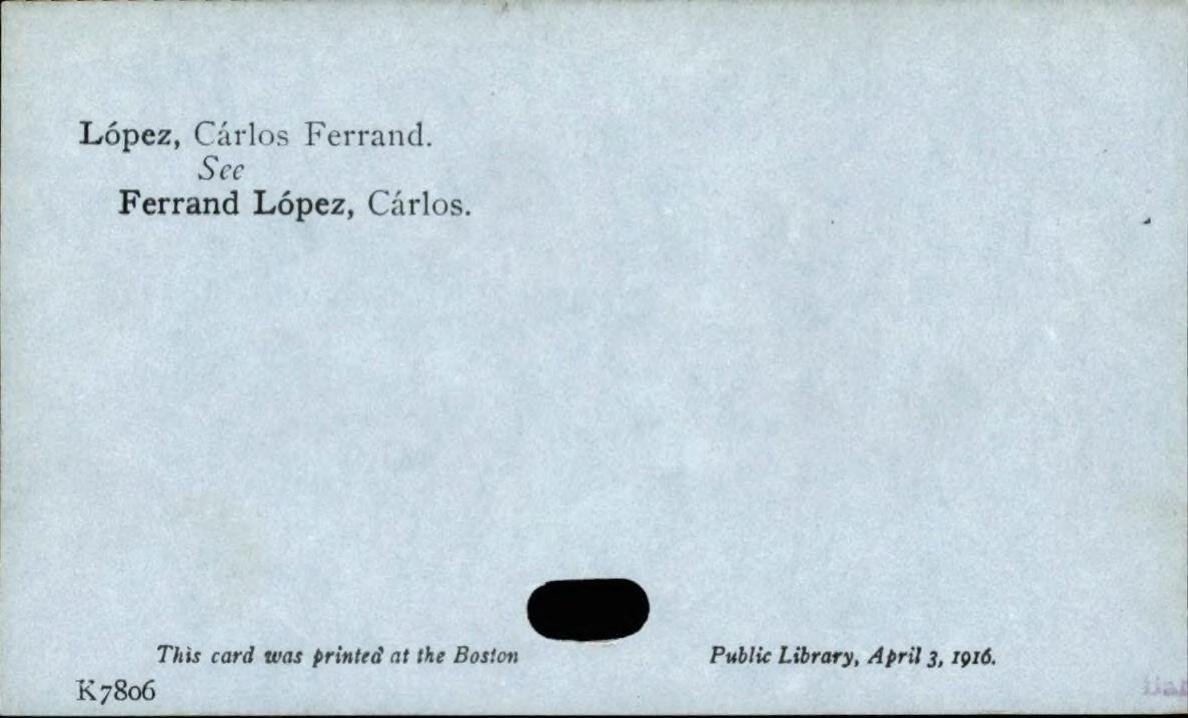 López, Cárlos Ferrand.
See
Ferrand López, Cárlos.
This card was printed at the Boston Public Library, April 3, 1916.
K7806